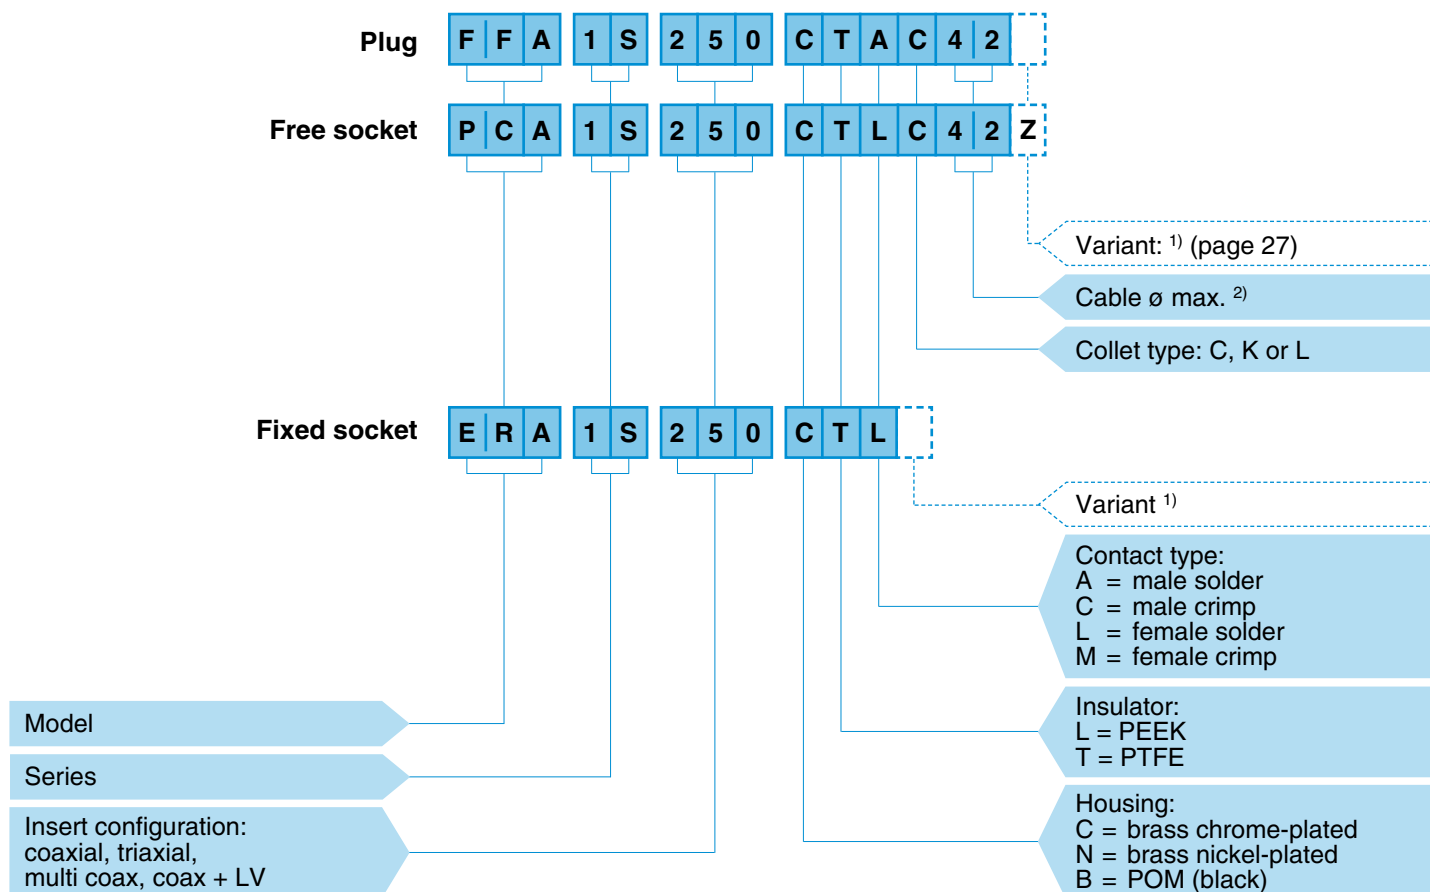 Plug F F A 1 S 2 5 0 C T A C 4 2
Free socket P C A 1 S 2 5 0 C T L C 4 2 Z
Variant: 1) (page 27)
Cable ø max. 2)
Collet type: C, K or L
Fixed socket E R A 1 S 2 5 0 C T L
Variant 1)
Contact type:
A = male solder
C = male crimp
L = female solder
M = female crimp
Model
Insulator:
L = PEEK
T = PTFE
Series
Insert configuration:
coaxial, triaxial,
multi coax, coax + LV
Housing:
C = brass chrome-plated
N = brass nickel-plated
B = POM (black)